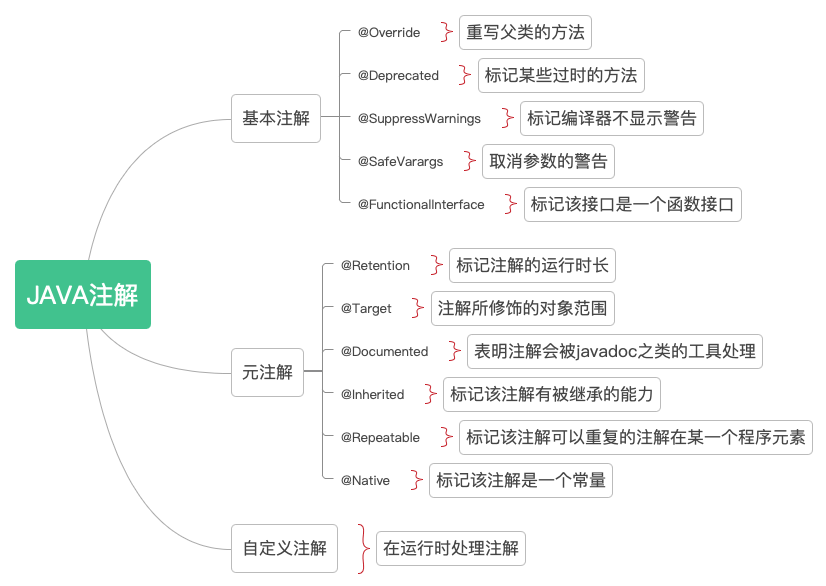 JAVA注解
基本注解
@Override
重写父类的方法
@Deprecated
标记某些过时的方法
@SuppressWarnings
标记编译器不显示警告
@SafeVarargs
取消参数的警告
@FunctionalInterface
标记该接口是一个函数接口
元注解
@Retention
标记注解的运行时长
@Target
注解所修饰的对象范围
@Documented
表明注解会被javadoc之类的工具处理
@Inherited
标记该注解有被继承的能力
@Repeatable
标记该注解可以重复的注解在某一个程序元素
@Native
标记该注解是一个常量
自定义注解
在运行时处理注解